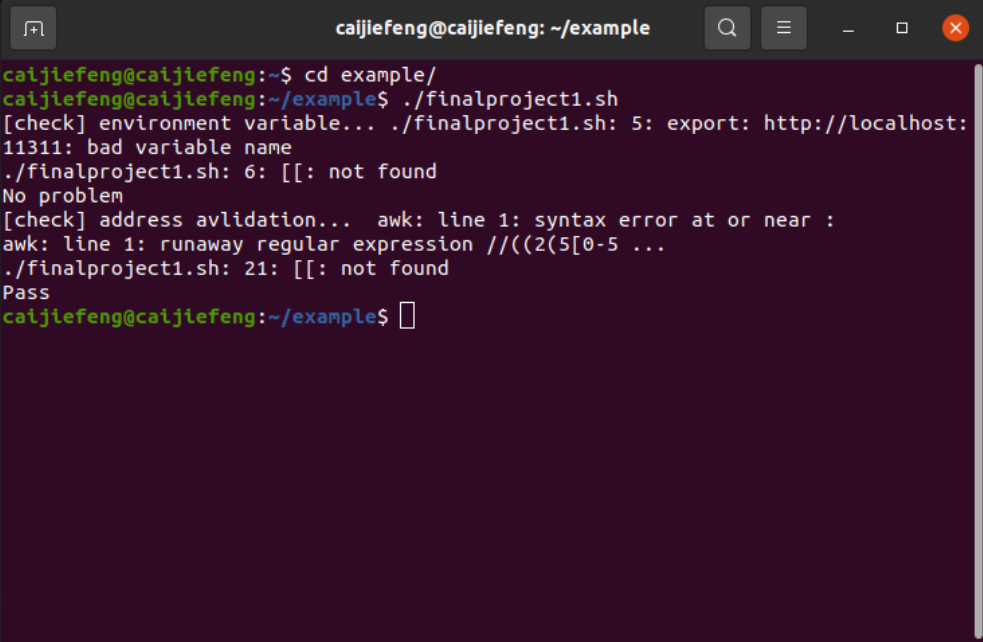 caijiefeng@caijiefeng: ~/example
caijiefeng@caijiefeng:~$ cd example/
caijiefeng@caijiefeng:~/example$ ./finalproject1.sh
[check] environment variable... ./finalproject1.sh: 5: export: http://localhost:
11311: bad variable name
./finalproject1.sh: 6: [[: not found
No problem
[check] address avlidation...  awk: line 1: syntax error at or near :
awk: line 1: runaway regular expression //((2(5[0-5 ...
./finalproject1.sh: 21: [[: not found
Pass
caijiefeng@caijiefeng:~/example$